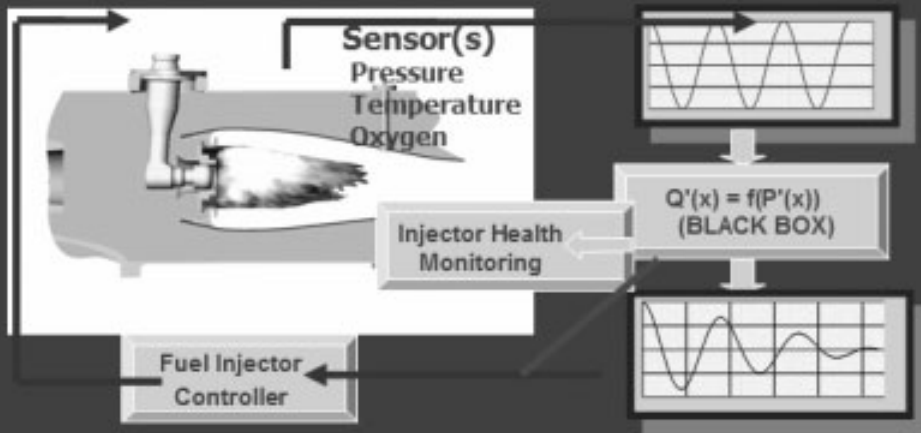 Sensor(s)
Pressure
Temperature
Oxygen
Q'(x) = f(P'(x))
(BLACK BOX)
Injector Health
Monitoring
Fuel Injector
Controller